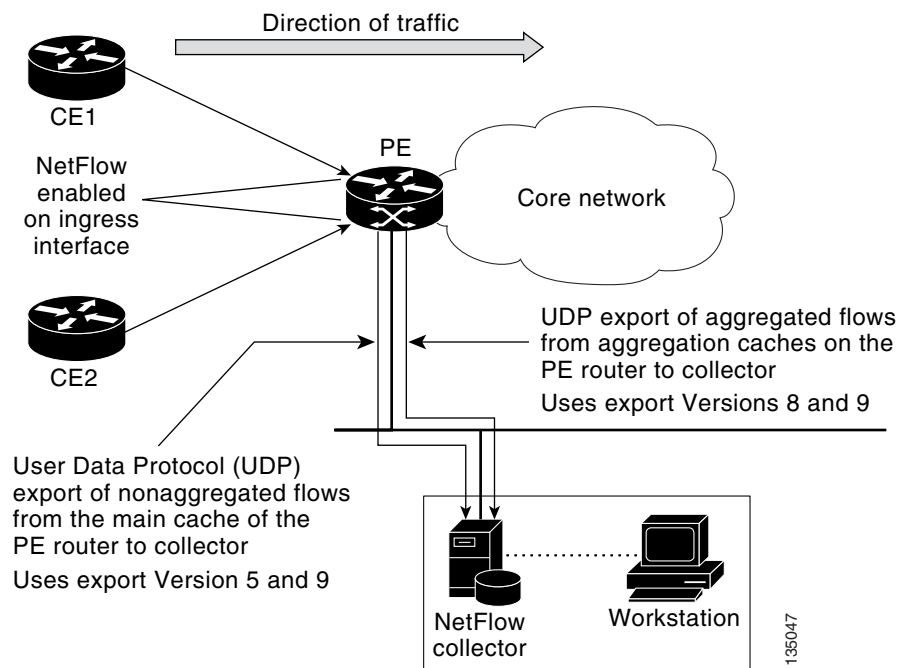 Direction of traffic
CE1
PE
NetFlow
enabled
on ingress
interface
Core network
CE2
UDP export of aggregated flows
from aggregation caches on the
PE router to collector
Uses export Versions 8 and 9
User Data Protocol (UDP)
export of nonaggregated flows
from the main cache of the
PE router to collector
Uses export Version 5 and 9
NetFlow
collector
Workstation
135047